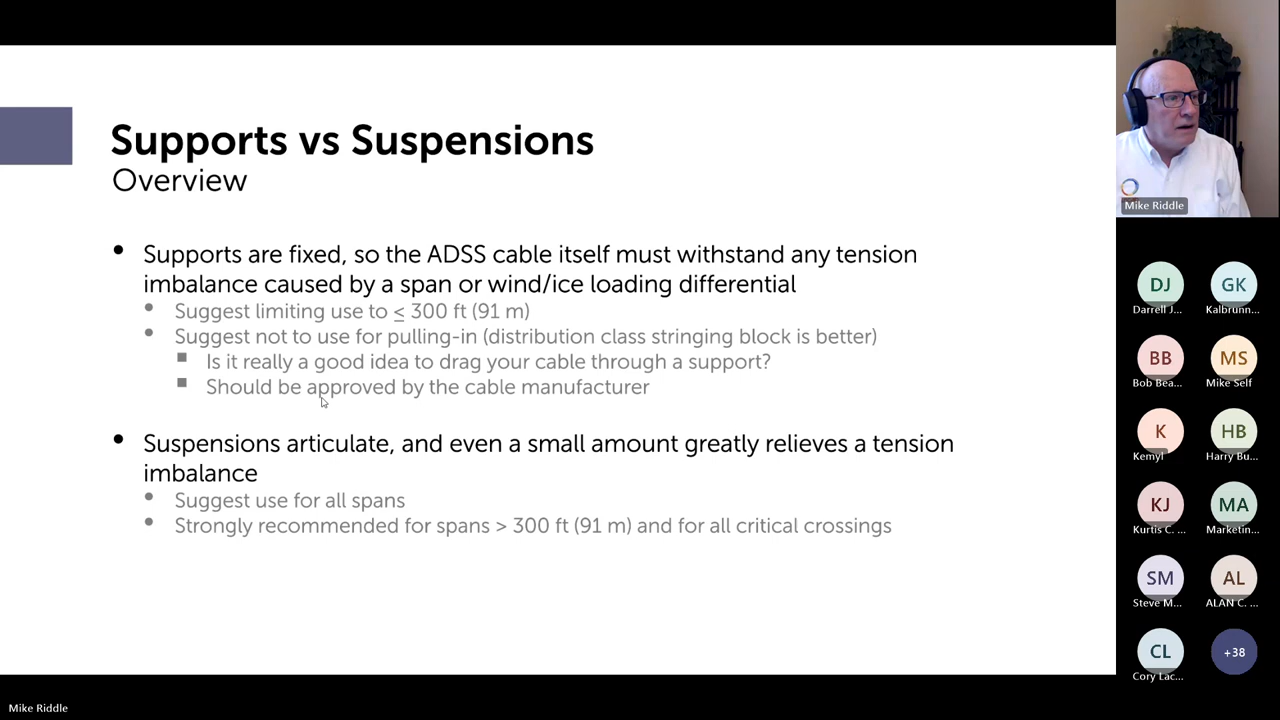 Supports vs Suspensions
Overview
• Supports are fixed, so the ADSS cable itself must withstand any tension
imbalance caused by a span or wind/ice loading differential
• Suggest limiting use to ≤ 300 ft (91 m)
• Suggest not to use for pulling-in (distribution class stringing block is better)
▪ Is it really a good idea to drag your cable through a support?
▪ Should be approved by the cable manufacturer
• Suspensions articulate, and even a small amount greatly relieves a tension
imbalance
• Suggest use for all spans
• Strongly recommended for spans > 300 ft (91 m) and for all critical crossings
Mike Riddle
DJ
GK
Darrell J...
Kalbrunn...
BB
MS
Bob Bea...
Mike Self
K
HB
Kemyl
Harry Bu...
KJ
MA
Kurtis C. ...
Marketin...
SM
AL
Steve M...
ALAN C. ...
CL
+38
Cory Lac...
Mike Riddle